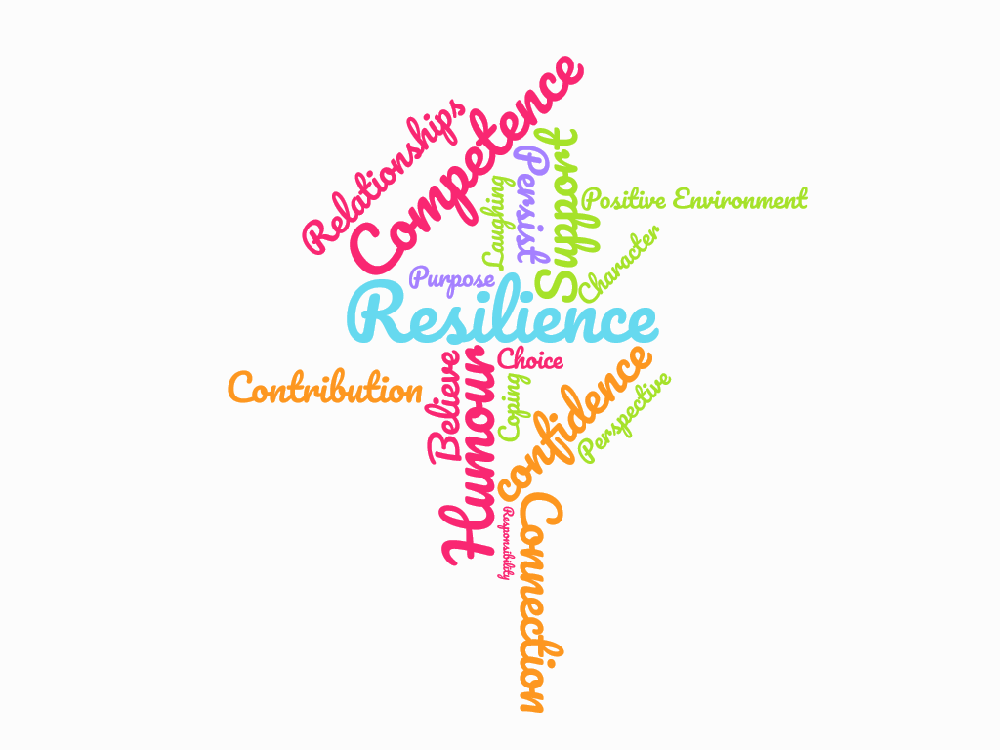 Relationships
Competence
Persist
Support
Laughing
Positive Environment
Character
Purpose
Resilience
Believe
Humour
Choice
Contribution
Coping
confidence
Perspective
Responsibility
Connection